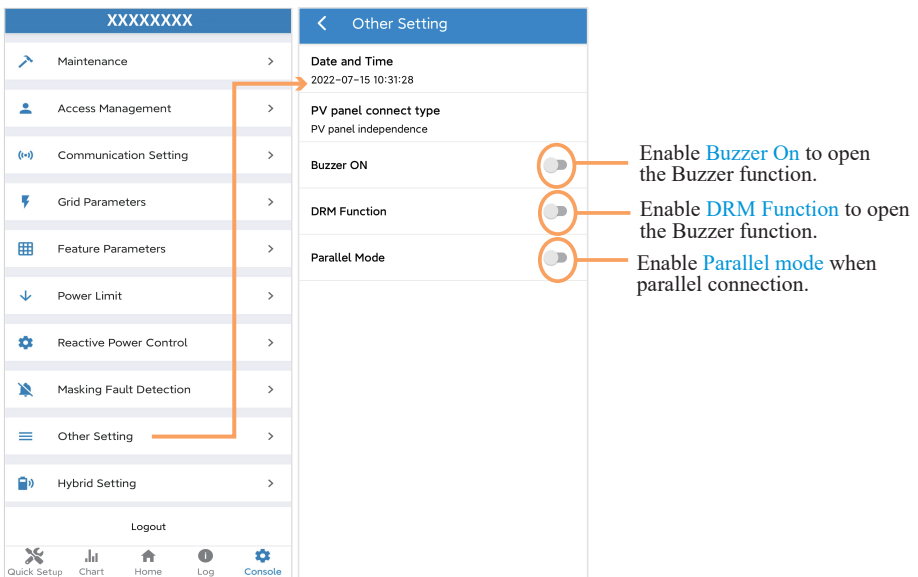 XXXXXXXX
Maintenance
Access Management
Communication Setting
Grid Parameters
Feature Parameters
Power Limit
Reactive Power Control
Masking Fault Detection
Other Setting
Hybrid Setting
Logout
Quick Setup
Chart
Home
Log
Console
Other Setting
Date and Time
2022-07-15 10:31:28
PV panel connect type
PV panel independence
Buzzer ON
DRM Function
Parallel Mode
Enable Buzzer On to open
the Buzzer function.
Enable DRM Function to open
the Buzzer function.
Enable Parallel mode when
parallel connection.